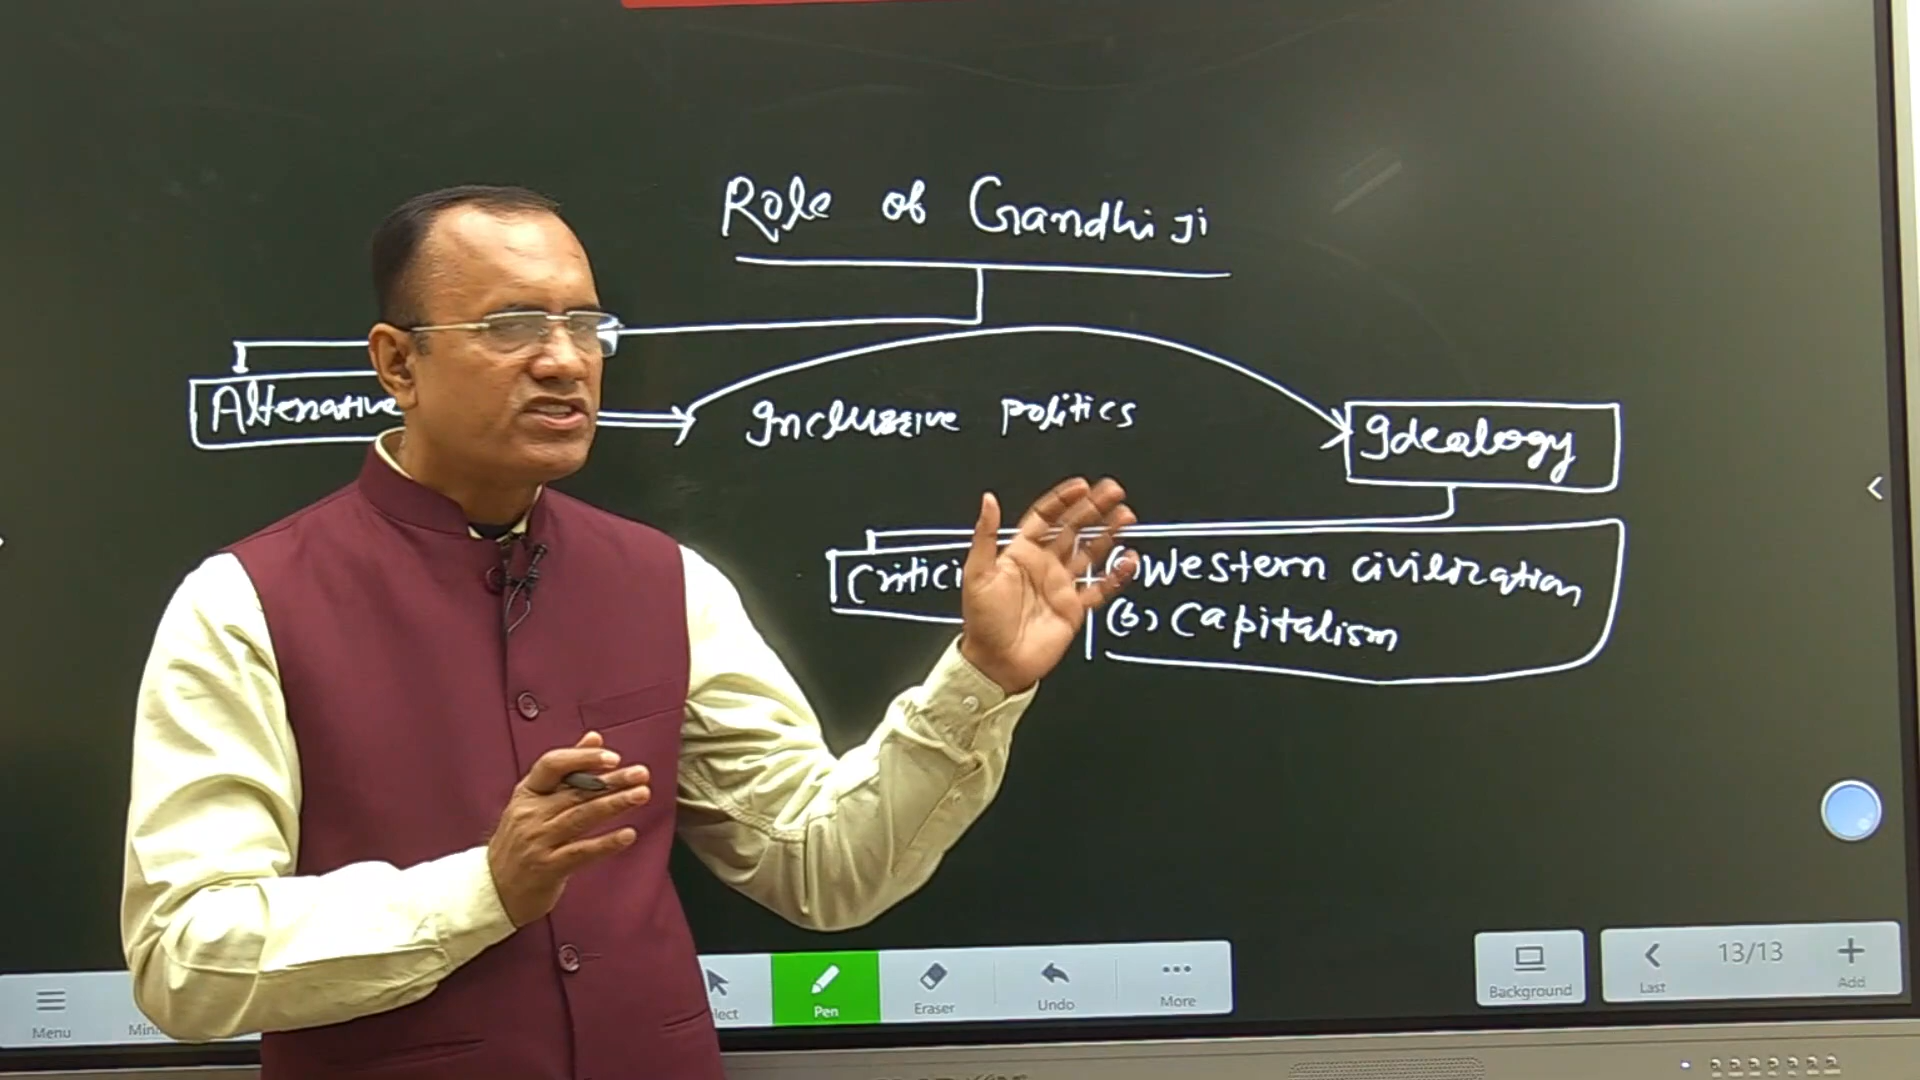 Role of Gandhi Ji
Altenative
Inclussive politics
Idealogy
Critici
(a) Western civilization
(b) Capitalism
Menu
Pen
Eraser
Undo
More
Background
Last
13/13
Add